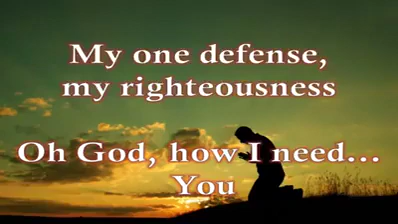 My one defense,
my righteousness
Oh God, how I need...
You